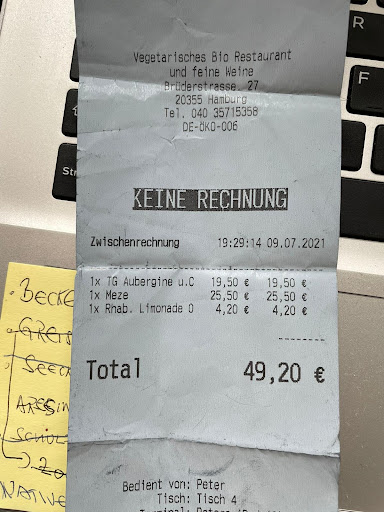 Vegetarisches Bio Restaurant
und feine Weine
Brüderstrasse. 27
20355 Hamburg
Tel. 040 35715358
DE-ÖKO-006
KEINE RECHNUNG
Zwischenrechnung 19:29:14 09.07.2021
1x TG Aubergine u.C 19,50 € 19,50 €
1x Meze 25,50 € 25,50 €
1x Rhab. Limonade 0 4,20 € 4,20 €
Total 49,20 €
Bedient von: Peter
Tisch: Tisch 4
R
F